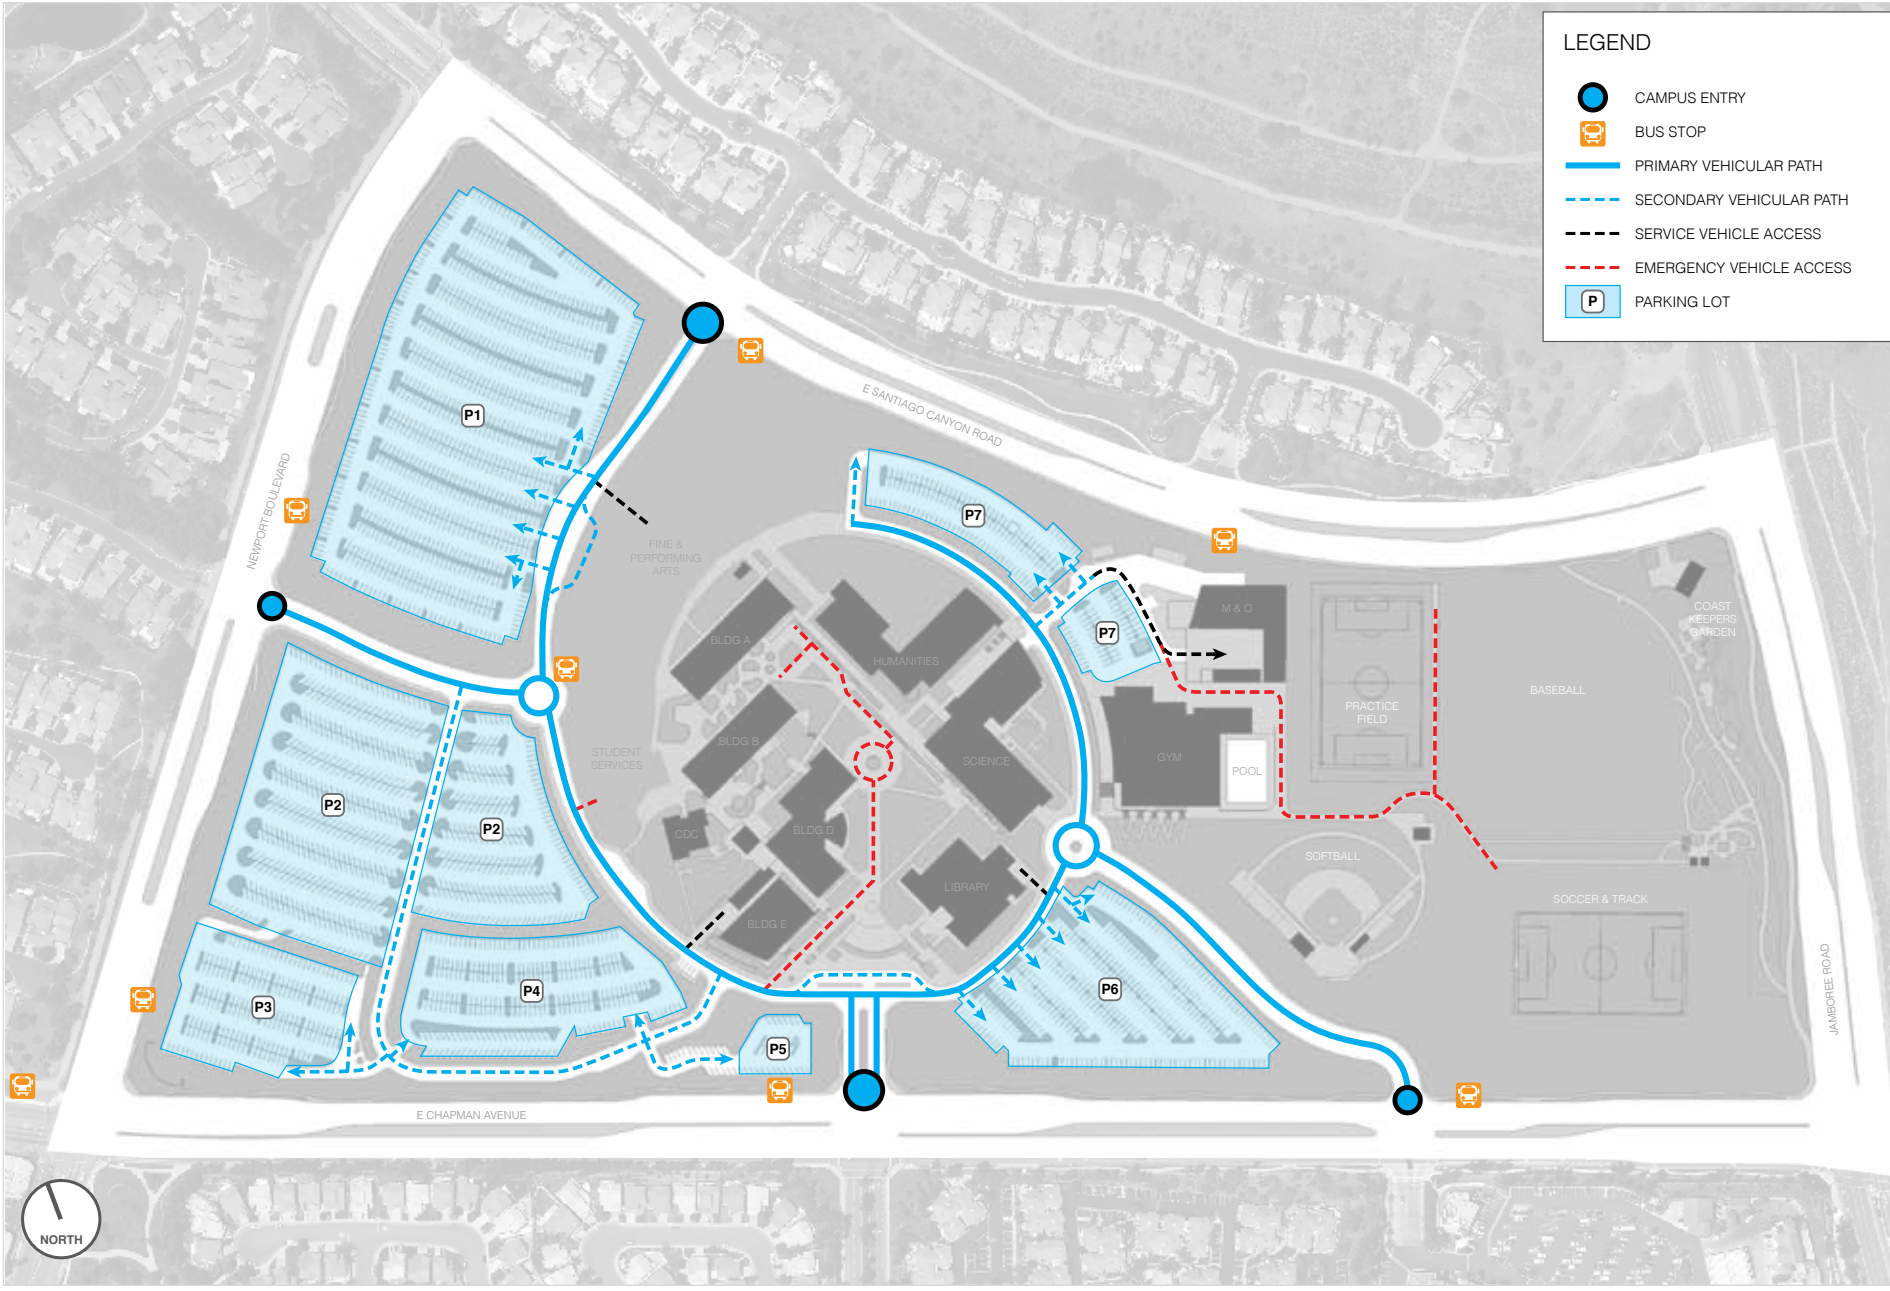 LEGEND
CAMPUS ENTRY
BUS STOP
PRIMARY VEHICULAR PATH
SECONDARY VEHICULAR PATH
SERVICE VEHICLE ACCESS
EMERGENCY VEHICLE ACCESS
P
PARKING LOT
E SANTIAGO CANYON ROAD
P1
NEWPORT BOULEVARD
P7
FINE &
PERFORMING
ARTS
M & O
COAST
KEEPERS
GARDEN
BLDG A
HUMANITIES
P7
BASEBALL
PRACTICE
FIELD
STUDENT
SERVICES
BLDG B
SCIENCE
GYM
POOL
P2
P2
CDC
BLDG D
SOFTBALL
LIBRARY
SOCCER & TRACK
BLDG E
P4
P6
P3
JAMBOREE ROAD
P5
E CHAPMAN AVENUE
NORTH